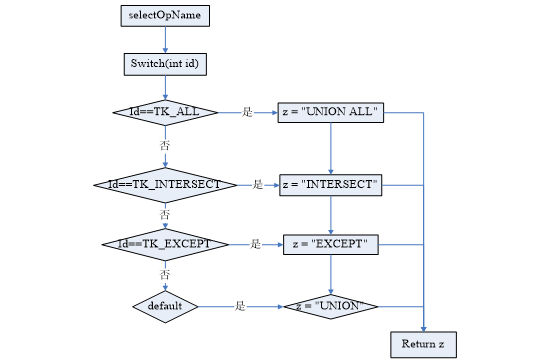 selectOpName
Switch(int id)
Id==TK_ALL
是
z = "UNION ALL"
否
Id==TK_INTERSECT
是
z = "INTERSECT"
否
Id==TK_EXCEPT
是
z = "EXCEPT"
否
default
是
z = "UNION"
Return z